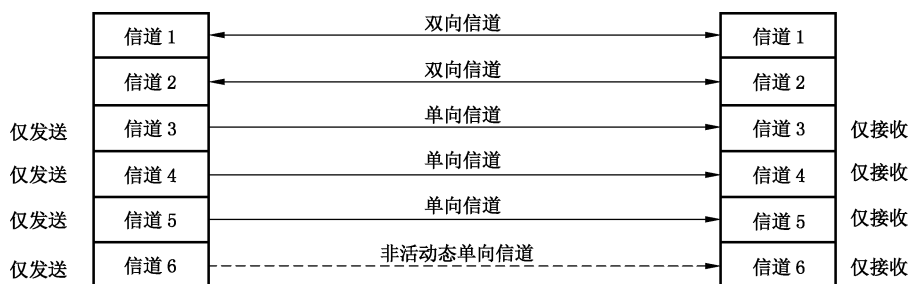 双向信道
信道 1 信道 1
双向信道
信道 2 信道 2
单向信道
仅发送 信道 3 信道 3 仅接收
单向信道
仅发送 信道 4 信道 4 仅接收
单向信道
仅发送 信道 5 信道 5 仅接收
非活动态单向信道
仅发送 信道 6 信道 6 仅接收